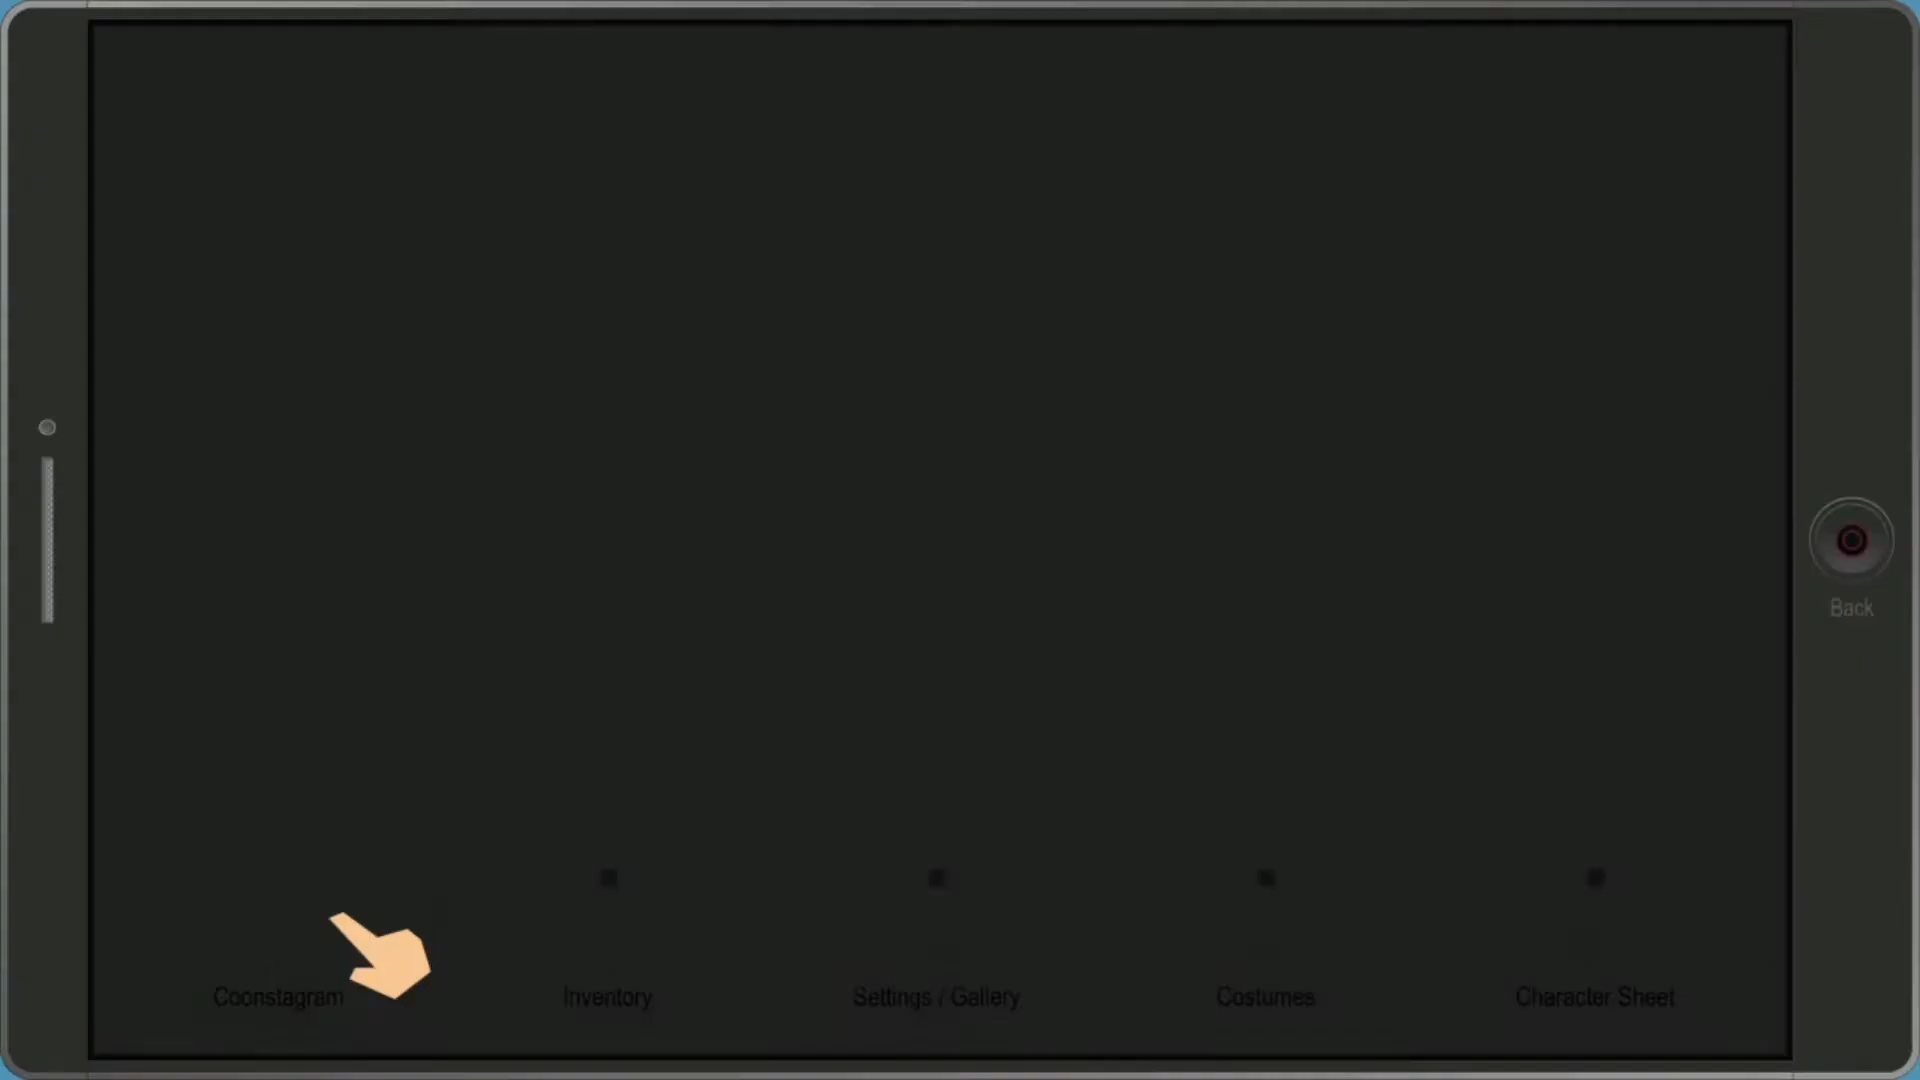 Back
Coonstagram
Inventory
Settings / Gallery
Costumes
Character Sheet